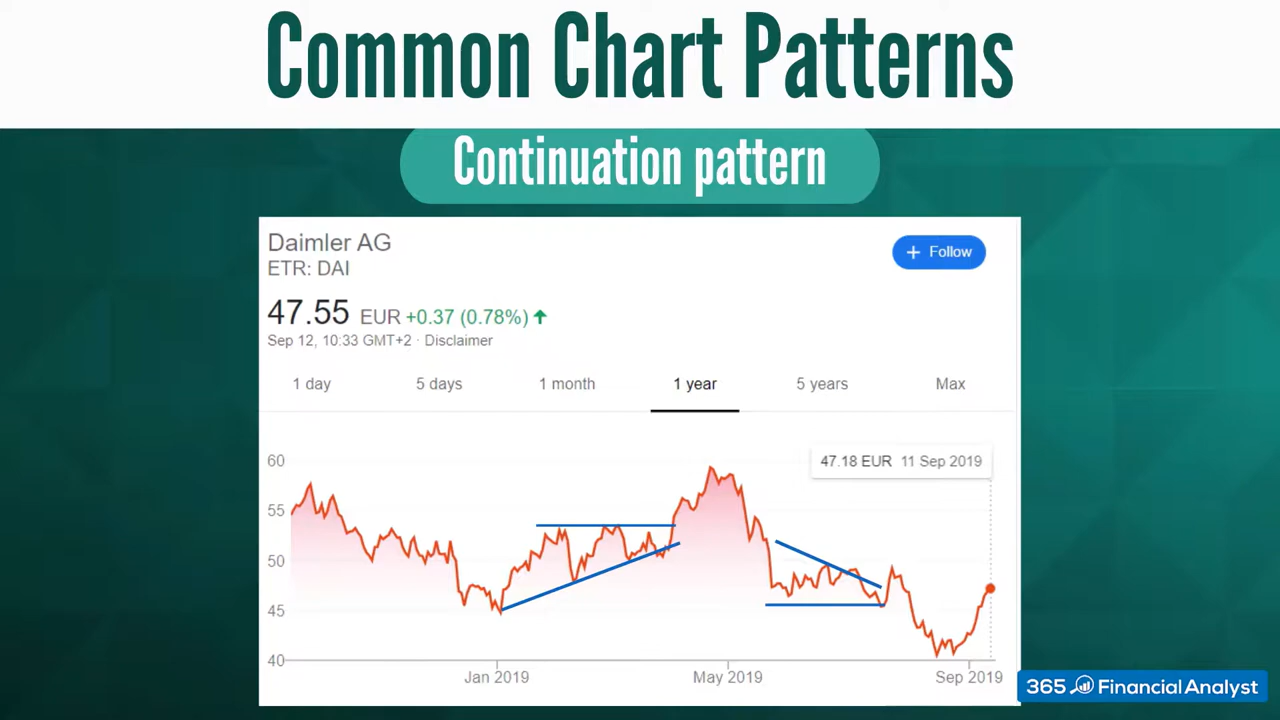 Common Chart Patterns
Continuation pattern
Daimler AG
ETR: DAI
+ Follow
47.55 EUR +0.37 (0.78%) ↑
Sep 12, 10:33 GMT+2 · Disclaimer
1 day 5 days 1 month 1 year 5 years Max
47.18 EUR 11 Sep 2019
60
55
50
45
40
Jan 2019 May 2019 Sep 2019
365 Financial Analyst